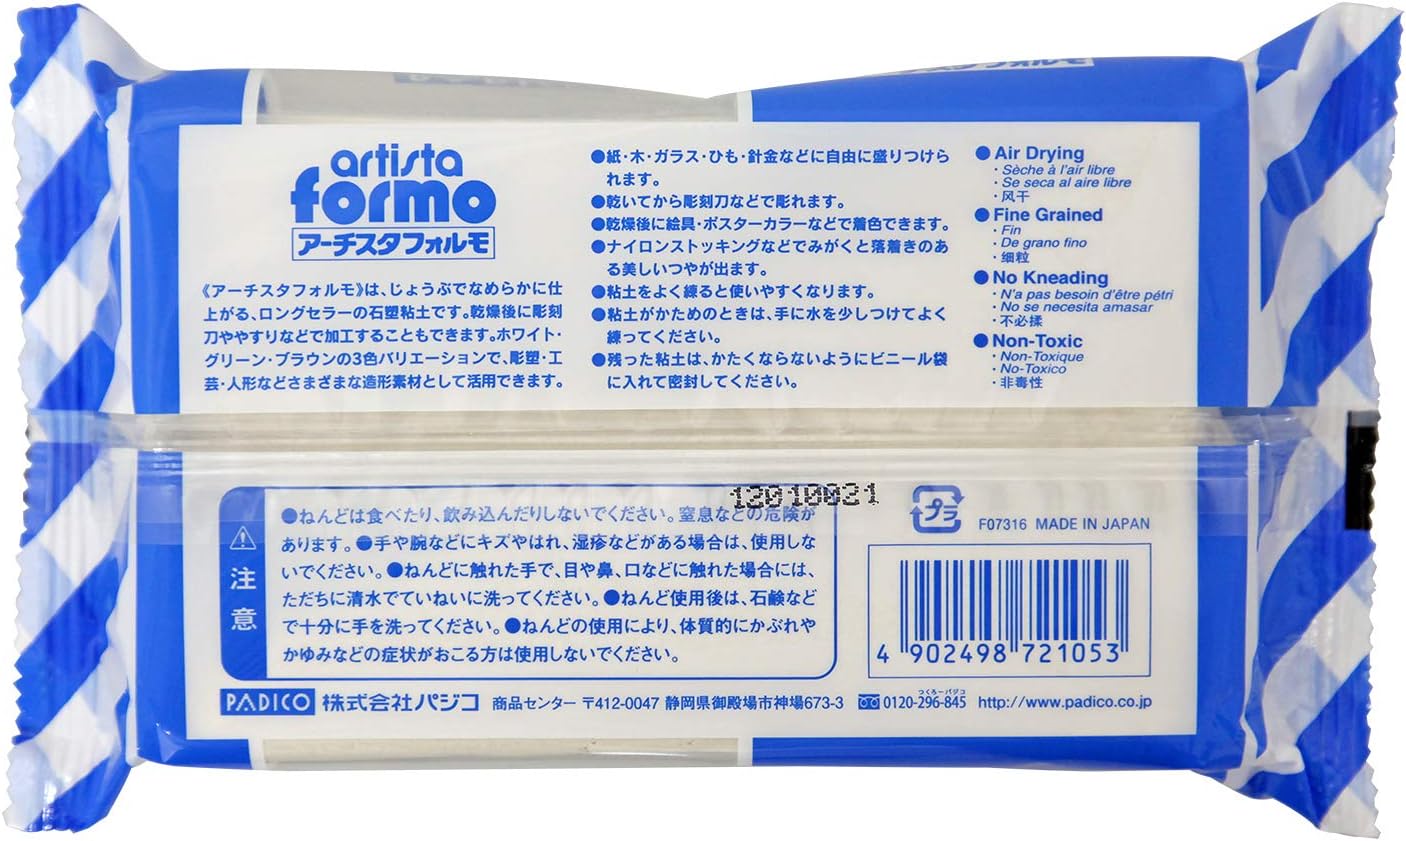 アーチスタフォルモ
artista
formo
アーチスタフォルモ
《アーチスタフォルモ》は、じょうぶでなめらかに仕
上がる、ロングセラーの石塑粘土です。乾燥後に彫刻
刀ややすりなどで加工することもできます。ホワイト・
グリーン・ブラウンの3色バリエーションで、彫塑・工
芸・人形などさまざまな造形素材として活用できます。
●紙・木・ガラス・ひも・針金などに自由に盛りつけら
れます。
●乾いてから彫刻刀などで彫れます。
●乾燥後に絵具・ポスターカラーなどで着色できます。
●ナイロンストッキングなどでみがくと落着きのあ
る美しいつやが出ます。
●粘土をよく練ると使いやすくなります。
●粘土がかためのときは、手に水を少しつけてよく
練ってください。
●残った粘土は、かたくならないようにビニール袋
に入れて密封してください。
●Air Drying
・Sèche à l'air libre
・Se seca al aire libre
・风干
●Fine Grained
・Fin
・De grano fino
・细粒
●No Kneading
・N'a pas besoin d'être pétri
・No se necesita amasar
・不必揉
●Non-Toxic
・Non-Toxique
・No-Toxico
・非毒性
12010021
注意
●ねんどは食べたり、飲み込んだりしないでください。窒息などの危険が
あります。●手や腕などにキズやはれ、湿疹などがある場合は、使用しな
いでください。●ねんどに触れた手で、目や鼻、口などに触れた場合には、
ただちに清水でていねいに洗ってください。●ねんど使用後は、石鹸など
で十分に手を洗ってください。●ねんどの使用により、体質的にかぶれや
かゆみなどの症状がおこる方は使用しないでください。
プラ
F07316 MADE IN JAPAN
4 902498 721053
PADICO 株式会社パジコ 商品センター 〒412-0047 静岡県御殿場市神場673-3 つくろーパジコ 0120-296-845 http://www.padico.co.jp